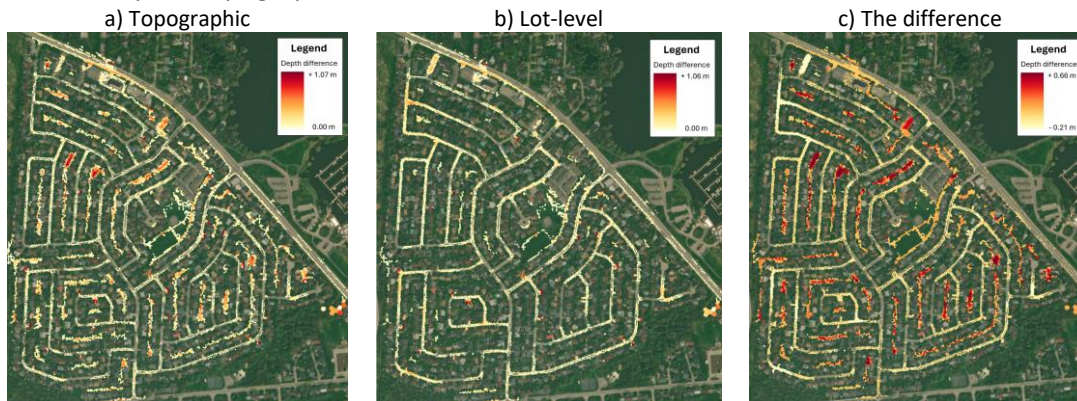 a) Topographic
b) Lot-level
c) The difference
Legend
Depth difference
+ 1.07 m
0.00 m
Legend
Depth difference
+ 1.06 m
0.00 m
Legend
Depth difference
+ 0.66 m
- 0.21 m